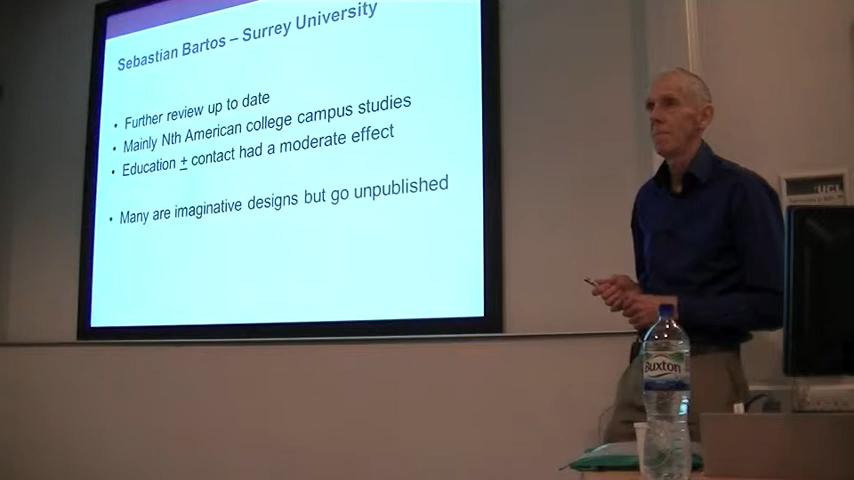 Sebastian Bartos – Surrey University
• Further review up to date
• Mainly Nth American college campus studies
• Education + contact had a moderate effect
• Many are imaginative designs but go unpublished
UCL
Buxton